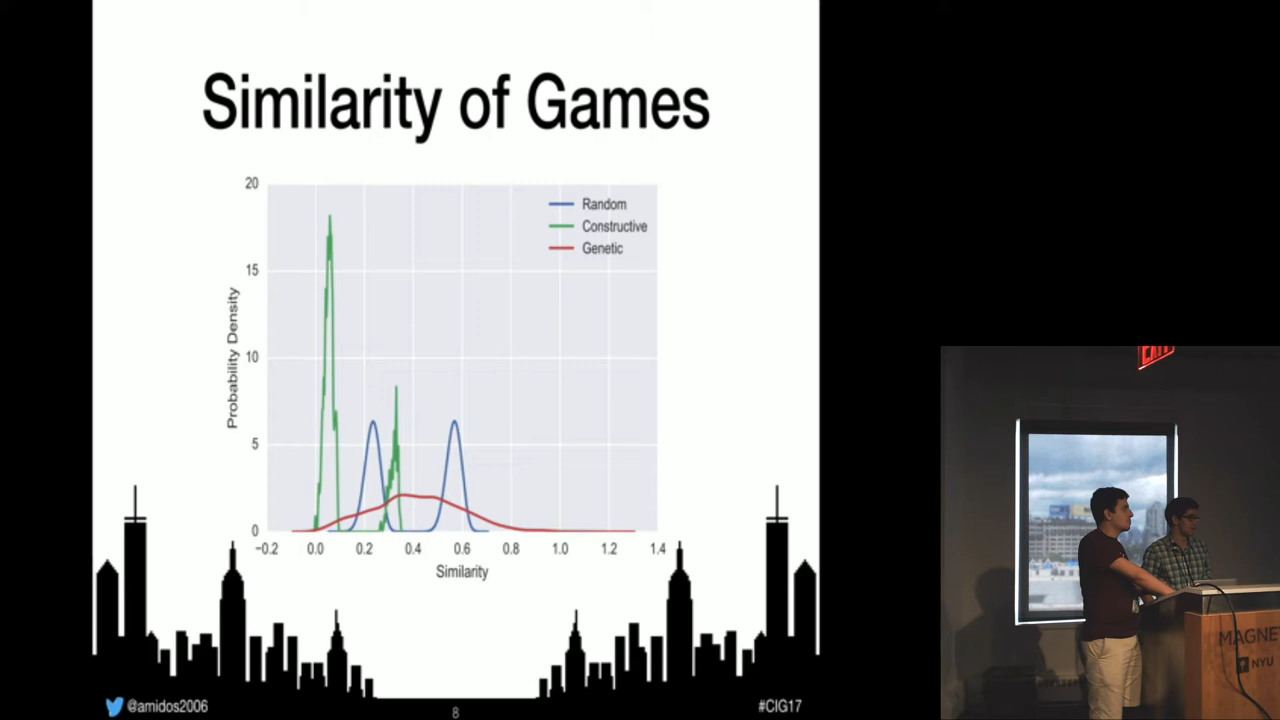 Similarity of Games
20
15
10
5
0
Probability Density
Random
Constructive
Genetic
−0.2 0.0 0.2 0.4 0.6 0.8 1.0 1.2 1.4
Similarity
@amidos2006
8
#CIG17
EXIT
MAGNE
NYU